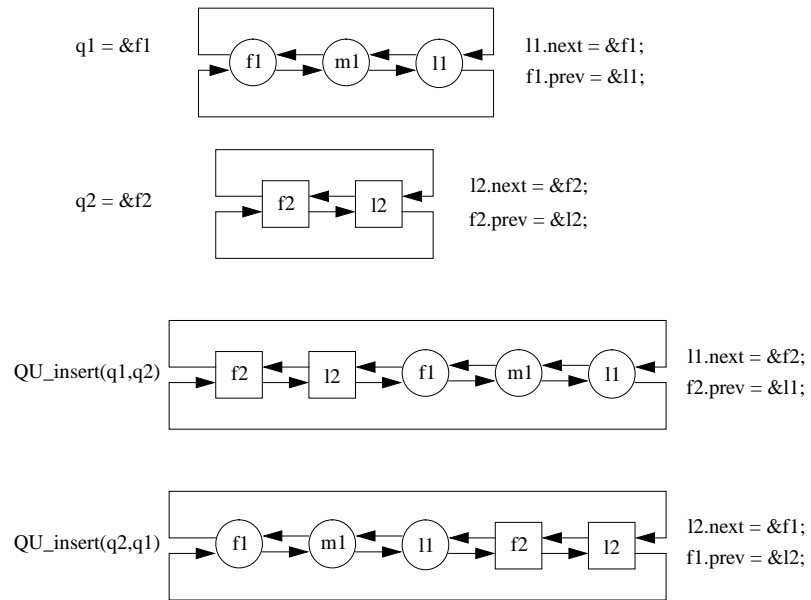 q1 = &f1
f1
m1
l1
l1.next = &f1;
f1.prev = &l1;
q2 = &f2
f2
l2
l2.next = &f2;
f2.prev = &l2;
QU_insert(q1,q2)
f2
l2
f1
m1
l1
l1.next = &f2;
f2.prev = &l1;
QU_insert(q2,q1)
f1
m1
l1
f2
l2
l2.next = &f1;
f1.prev = &l2;